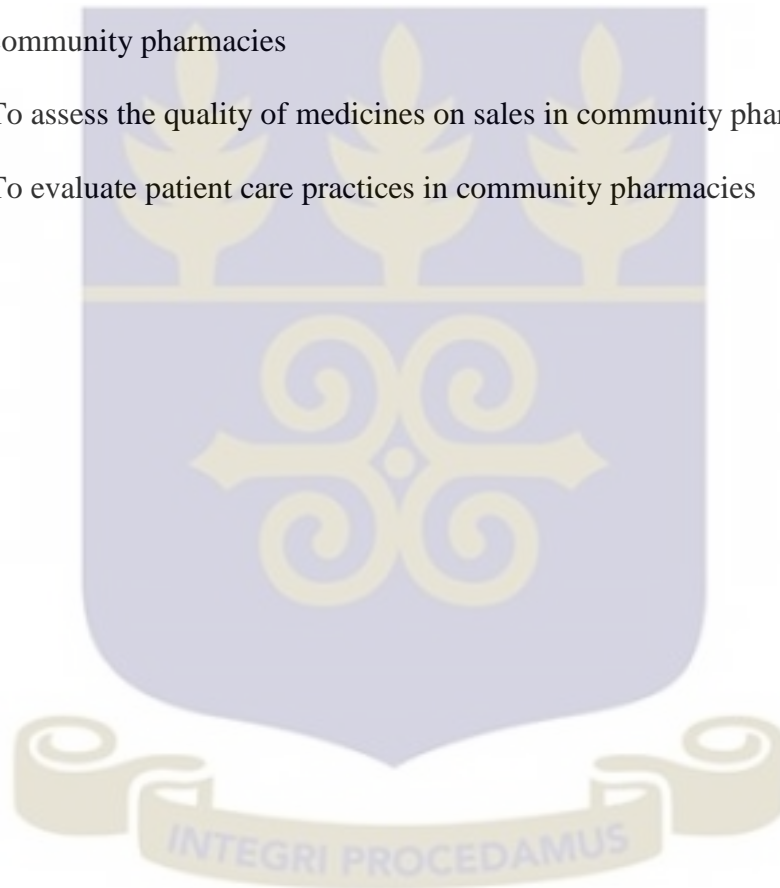 ommunity pharmacies
To assess the quality of medicines on sales in community phar
To evaluate patient care practices in community pharmacies
INTEGRI PROCEDAMUS